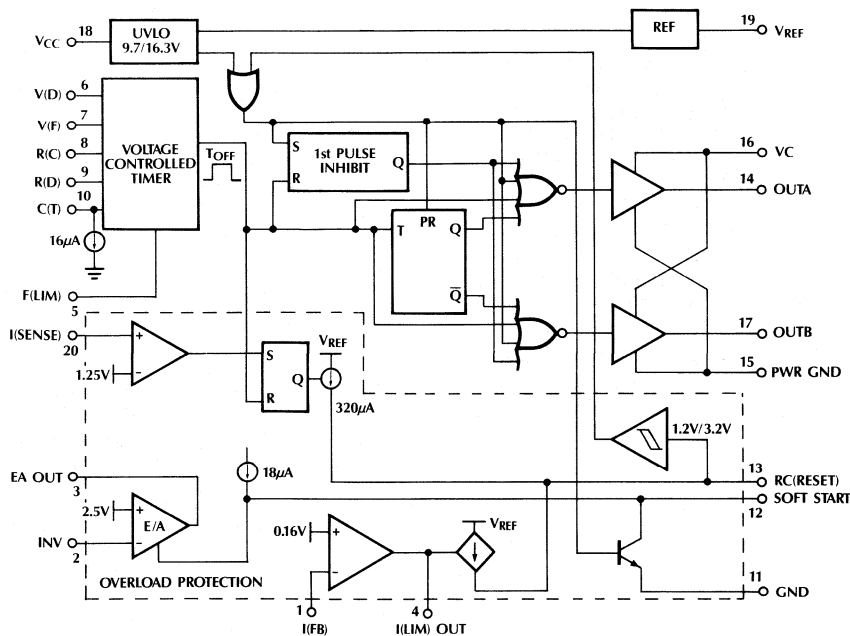 VCC 18
UVLO
9.7/16.3V
REF
19 VREF
V(D) 6
V(F) 7
R(C) 8
R(D) 9
C(T) 10
VOLTAGE
CONTROLLED
TIMER
TOFF
S
R
1st PULSE
INHIBIT
Q
16 VC
14 OUTA
16µA
T
PR
Q
Q̅
F(LIM)
5
I(SENSE)
20
+
−
1.25V
S
R
Q
VREF
320µA
17 OUTB
15 PWR GND
1.2V/3.2V
13 RC(RESET)
SOFT START
12
EA OUT
3
18µA
2.5V
+
−
E/A
INV
2
0.16V
+
−
VREF
OVERLOAD PROTECTION
11 GND
1
I(FB)
4
I(LIM) OUT